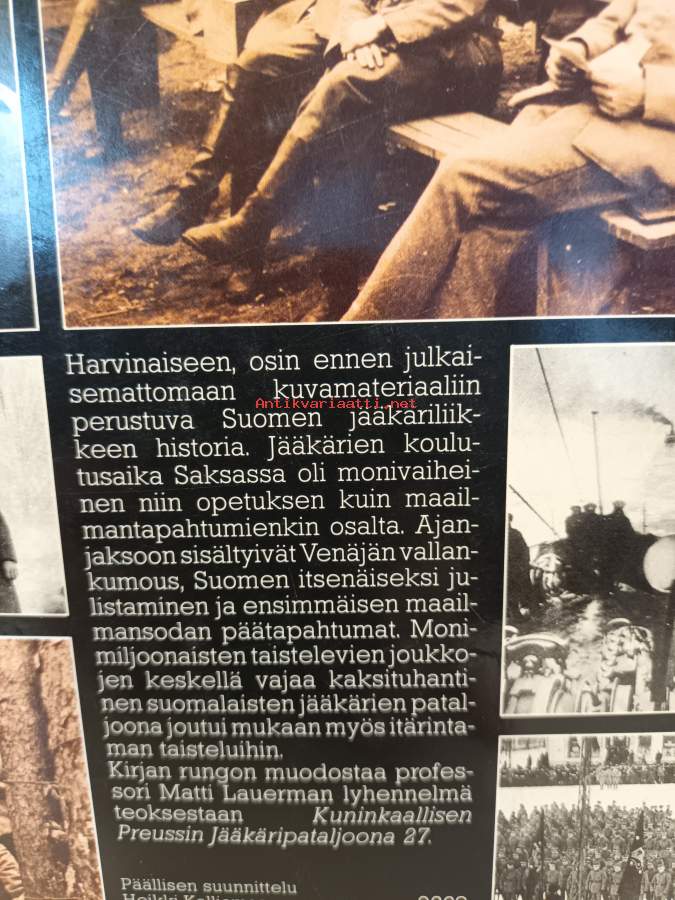 Harvinaiseen, osin ennen julkai-
semattomaan kuvamateriaaliin
Antikvariaatti.net
perustuva Suomen jääkäriliik-
keen historia. Jääkärien koulu-
tusaika Saksassa oli monivaihei-
nen niin opetuksen kuin maail-
mantapahtumienkin osalta. Ajan-
jaksoon sisältyivät Venäjän vallan-
kumous, Suomen itsenäiseksi ju-
listaminen ja ensimmäisen maail-
mansodan päätapahtumat. Moni-
miljoonaisten taistelevien joukko-
jen keskellä vajaa kaksituhanti-
nen suomalaisten jääkärien patal-
joona joutui mukaan myös itärinta-
man taisteluihin.
Kirjan rungon muodostaa profes-
sori Matti Lauerman lyhennelmä
teoksestaan Kuninkaallisen
Preussin Jääkäripataljoona 27.
Päällisen suunnittelu
Heikki